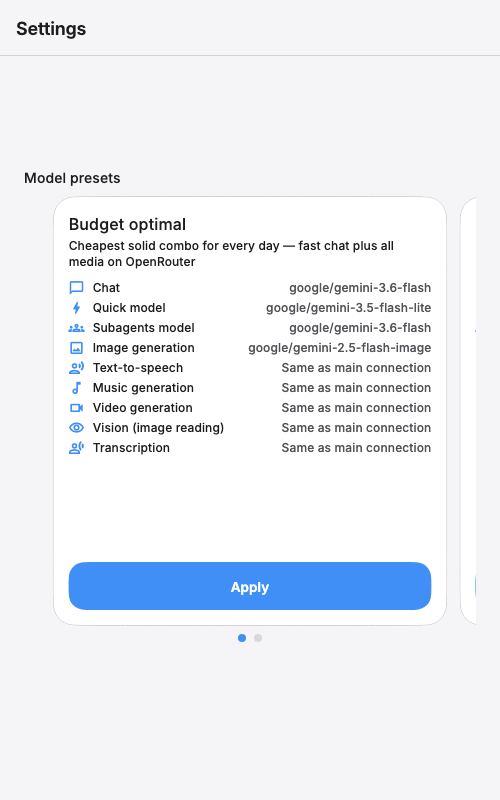 Settings
Model presets
Budget optimal
Cheapest solid combo for every day — fast chat plus all
media on OpenRouter
Chat google/gemini-3.6-flash
Quick model google/gemini-3.5-flash-lite
Subagents model google/gemini-3.6-flash
Image generation google/gemini-2.5-flash-image
Text-to-speech Same as main connection
Music generation Same as main connection
Video generation Same as main connection
Vision (image reading) Same as main connection
Transcription Same as main connection
Apply